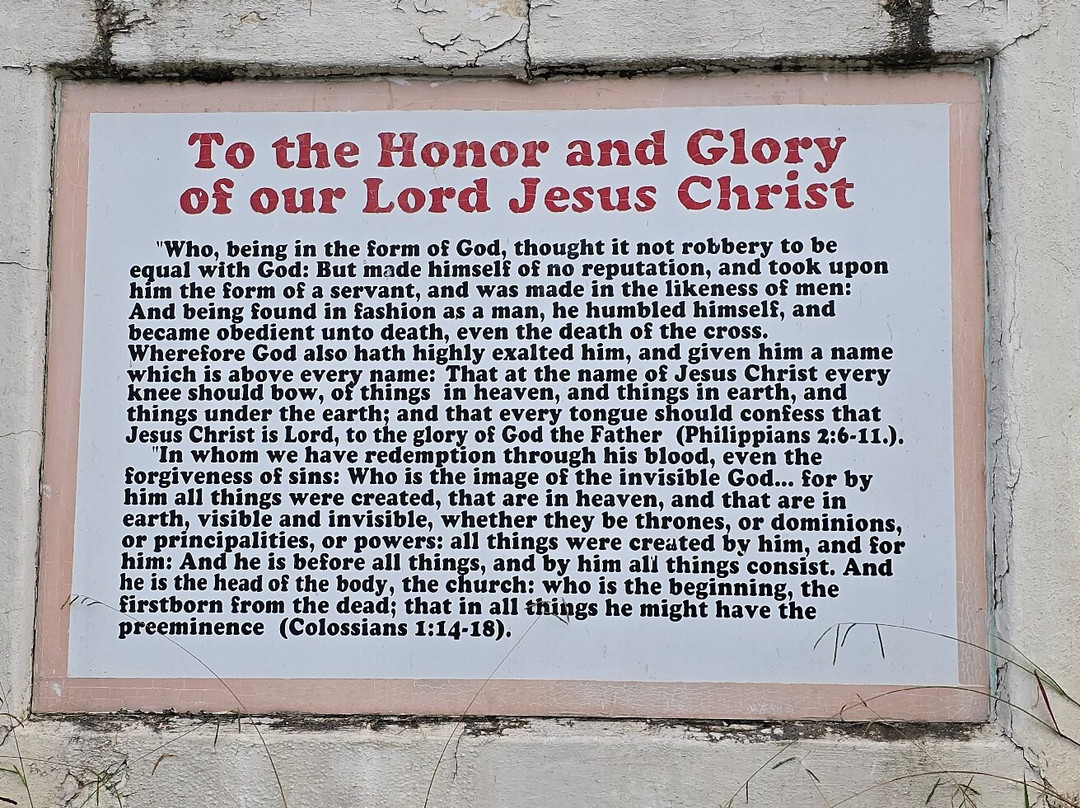 To the Honor and Glory
of our Lord Jesus Christ
"Who, being in the form of God, thought it not robbery to be
equal with God: But made himself of no reputation, and took upon
him the form of a servant, and was made in the likeness of men:
And being found in fashion as a man, he humbled himself, and
became obedient unto death, even the death of the cross.
Wherefore God also hath highly exalted him, and given him a name
which is above every name: That at the name of Jesus Christ every
knee should bow, of things in heaven, and things in earth, and
things under the earth; and that every tongue should confess that
Jesus Christ is Lord, to the glory of God the Father (Philippians 2:6-11.).
"In whom we have redemption through his blood, even the
forgiveness of sins: Who is the image of the invisible God... for by
him all things were created, that are in heaven, and that are in
earth, visible and invisible, whether they be thrones, or dominions,
or principalities, or powers: all things were created by him, and for
him: And he is before all things, and by him all things consist. And
he is the head of the body, the church: who is the beginning, the
firstborn from the dead; that in all things he might have the
preeminence (Colossians 1:14-18).